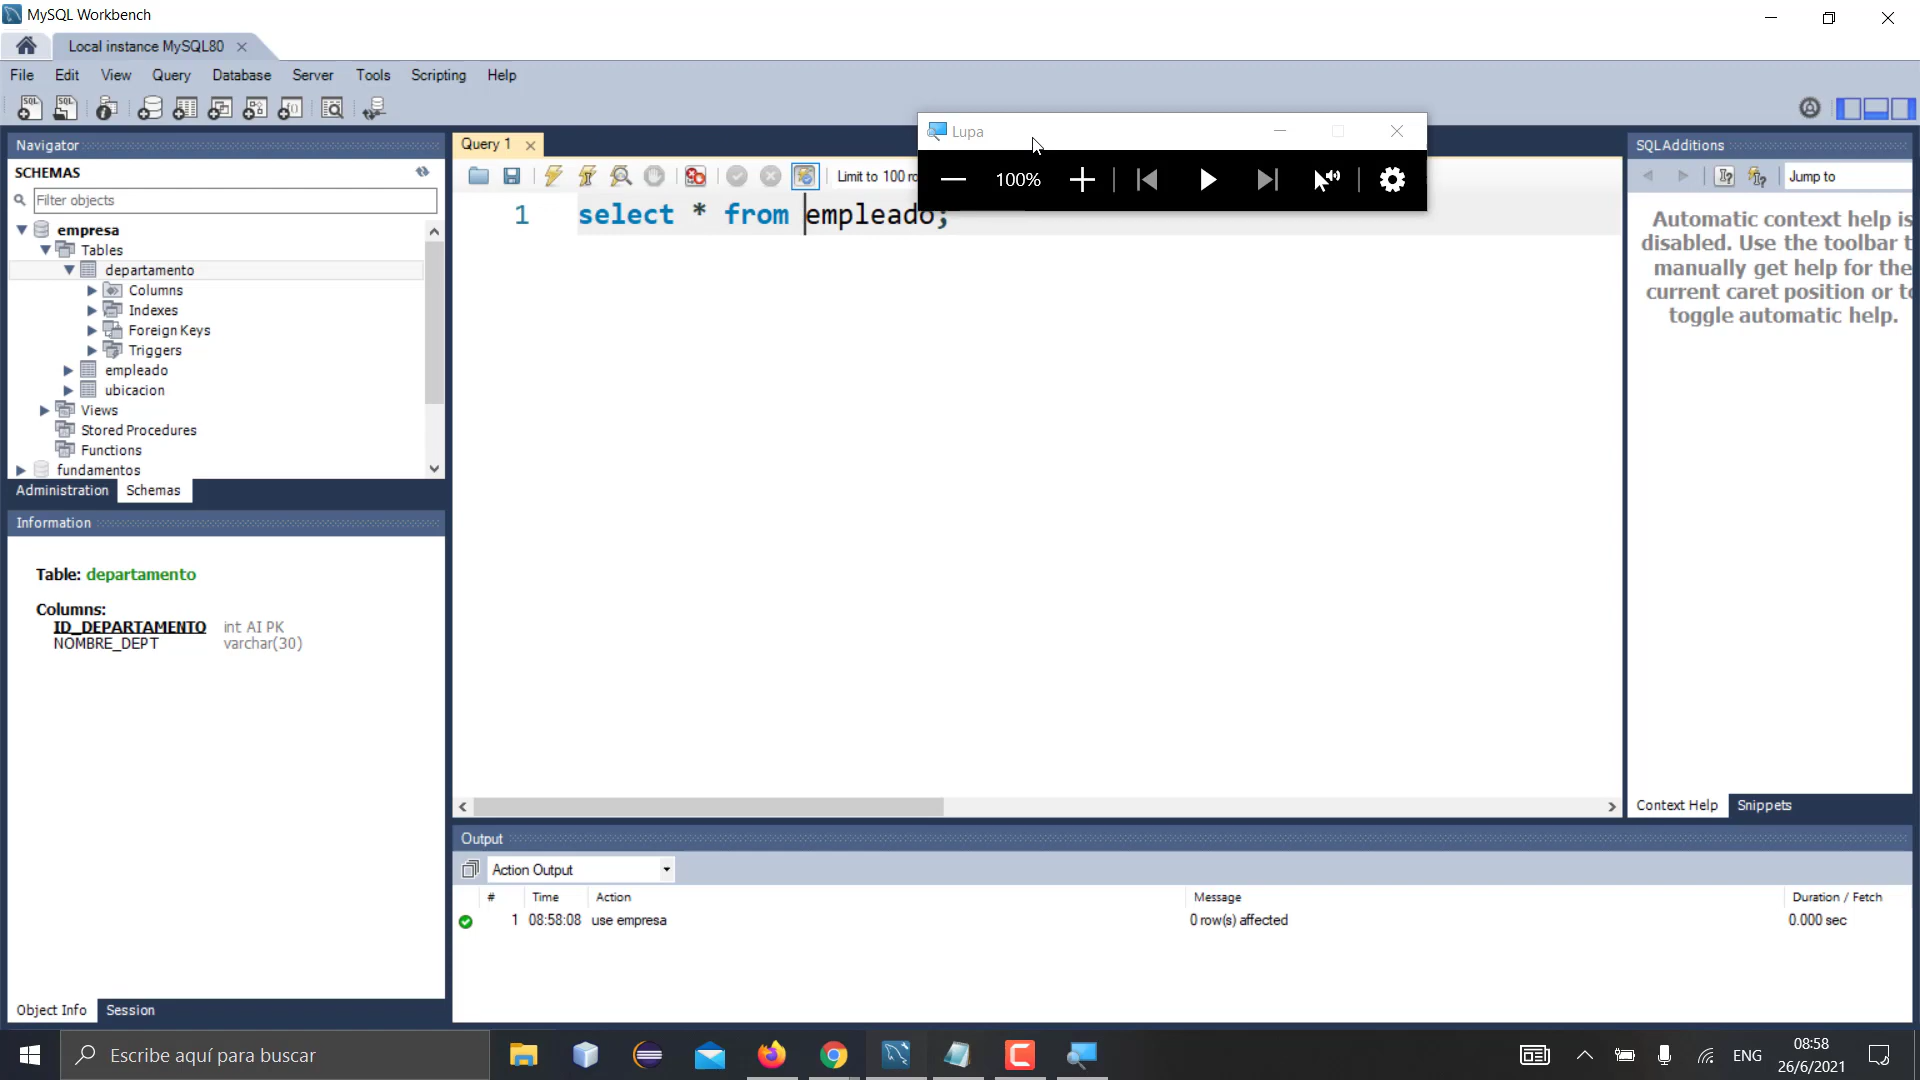 MySQL Workbench
Local instance MySQL80
File Edit View Query Database Server Tools Scripting Help
Navigator
SCHEMAS
Filter objects
empresa
Tables
departamento
Columns
Indexes
Foreign Keys
Triggers
empleado
ubicacion
Views
Stored Procedures
Functions
fundamentos
Administration Schemas
Information
Table: departamento
Columns:
ID_DEPARTAMENTO int AI PK
NOMBRE_DEPT varchar(30)
Object Info Session
Query 1
Limit to 100 ro
1 select * from empleado;
Lupa
100%
SQLAdditions
Jump to
Automatic context help is
disabled. Use the toolbar t
manually get help for the
current caret position or to
toggle automatic help.
Context Help Snippets
Output
Action Output
# Time Action Message Duration / Fetch
1 08:58:08 use empresa 0 row(s) affected 0.000 sec
Escribe aquí para buscar
ENG
08:58
26/6/2021